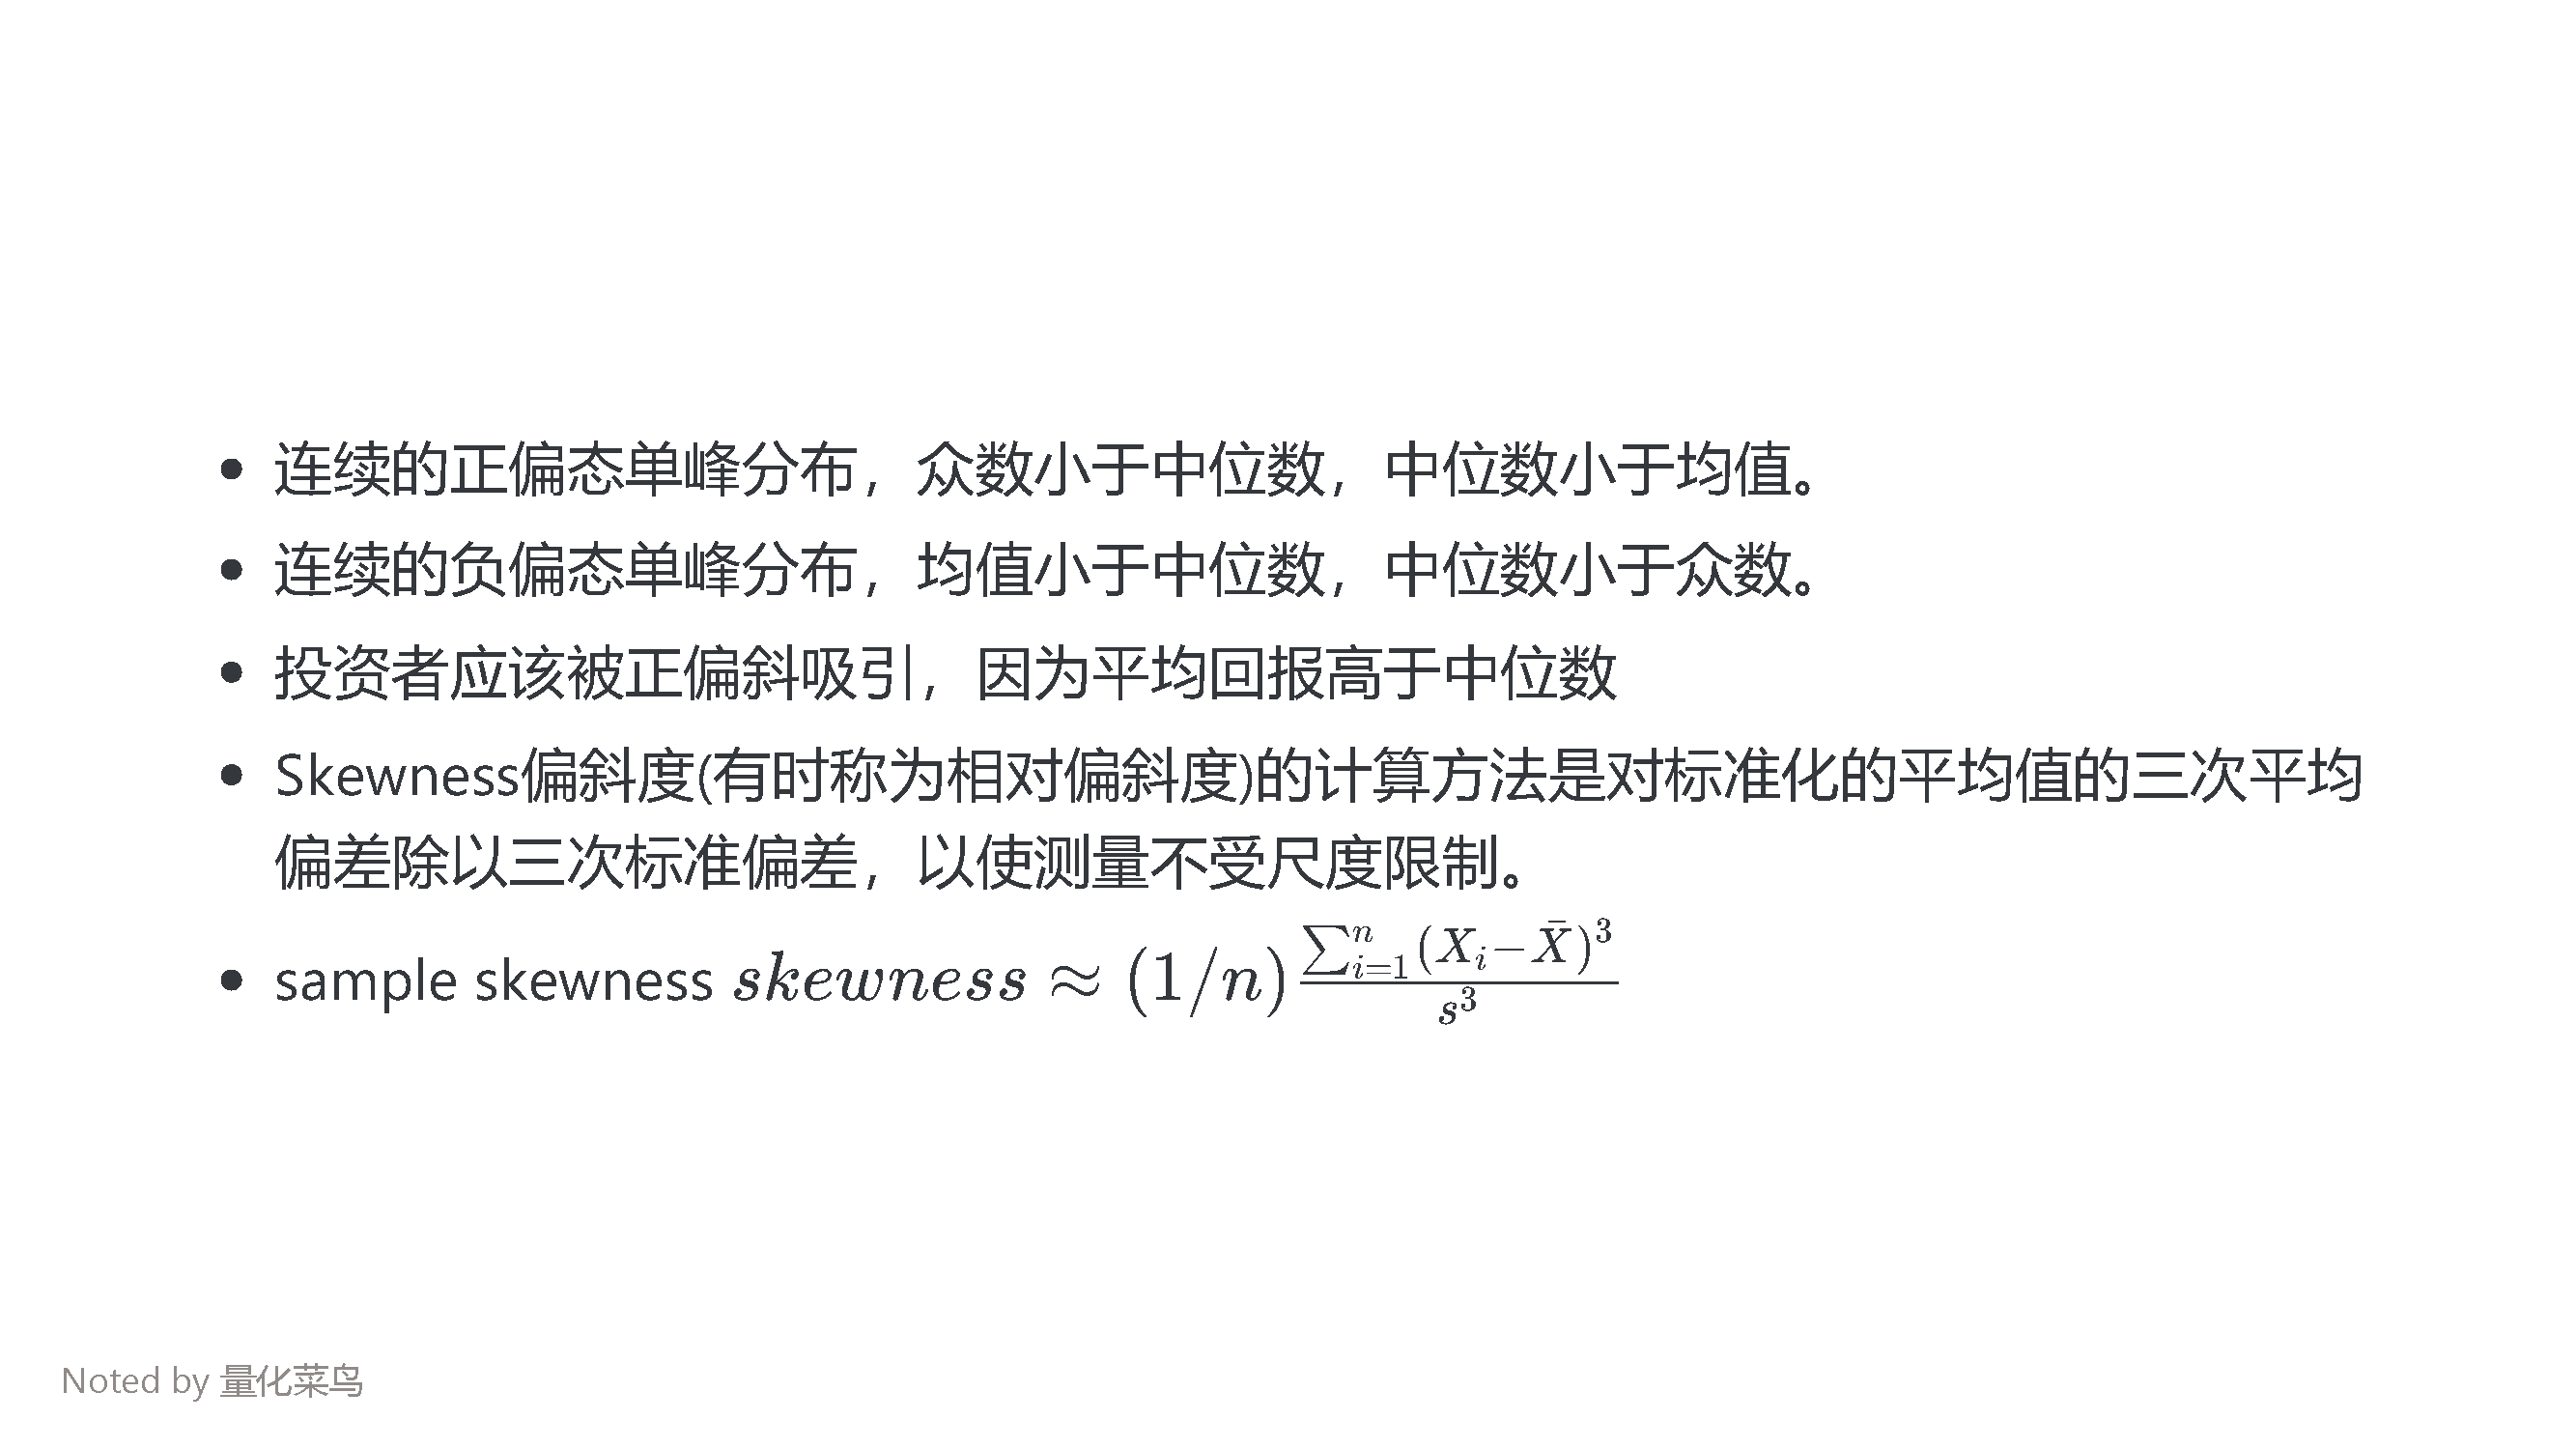 • 连续的正偏态单峰分布，众数小于中位数，中位数小于均值。
• 连续的负偏态单峰分布，均值小于中位数，中位数小于众数。
• 投资者应该被正偏斜吸引，因为平均回报高于中位数
• Skewness偏斜度(有时称为相对偏斜度)的计算方法是对标准化的平均值的三次平均
偏差除以三次标准偏差，以使测量不受尺度限制。
• sample skewness $skewness \approx (1/n)\frac{\sum_{i=1}^{n}(X_i-\bar{X})^3}{s^3}$
Noted by 量化菜鸟